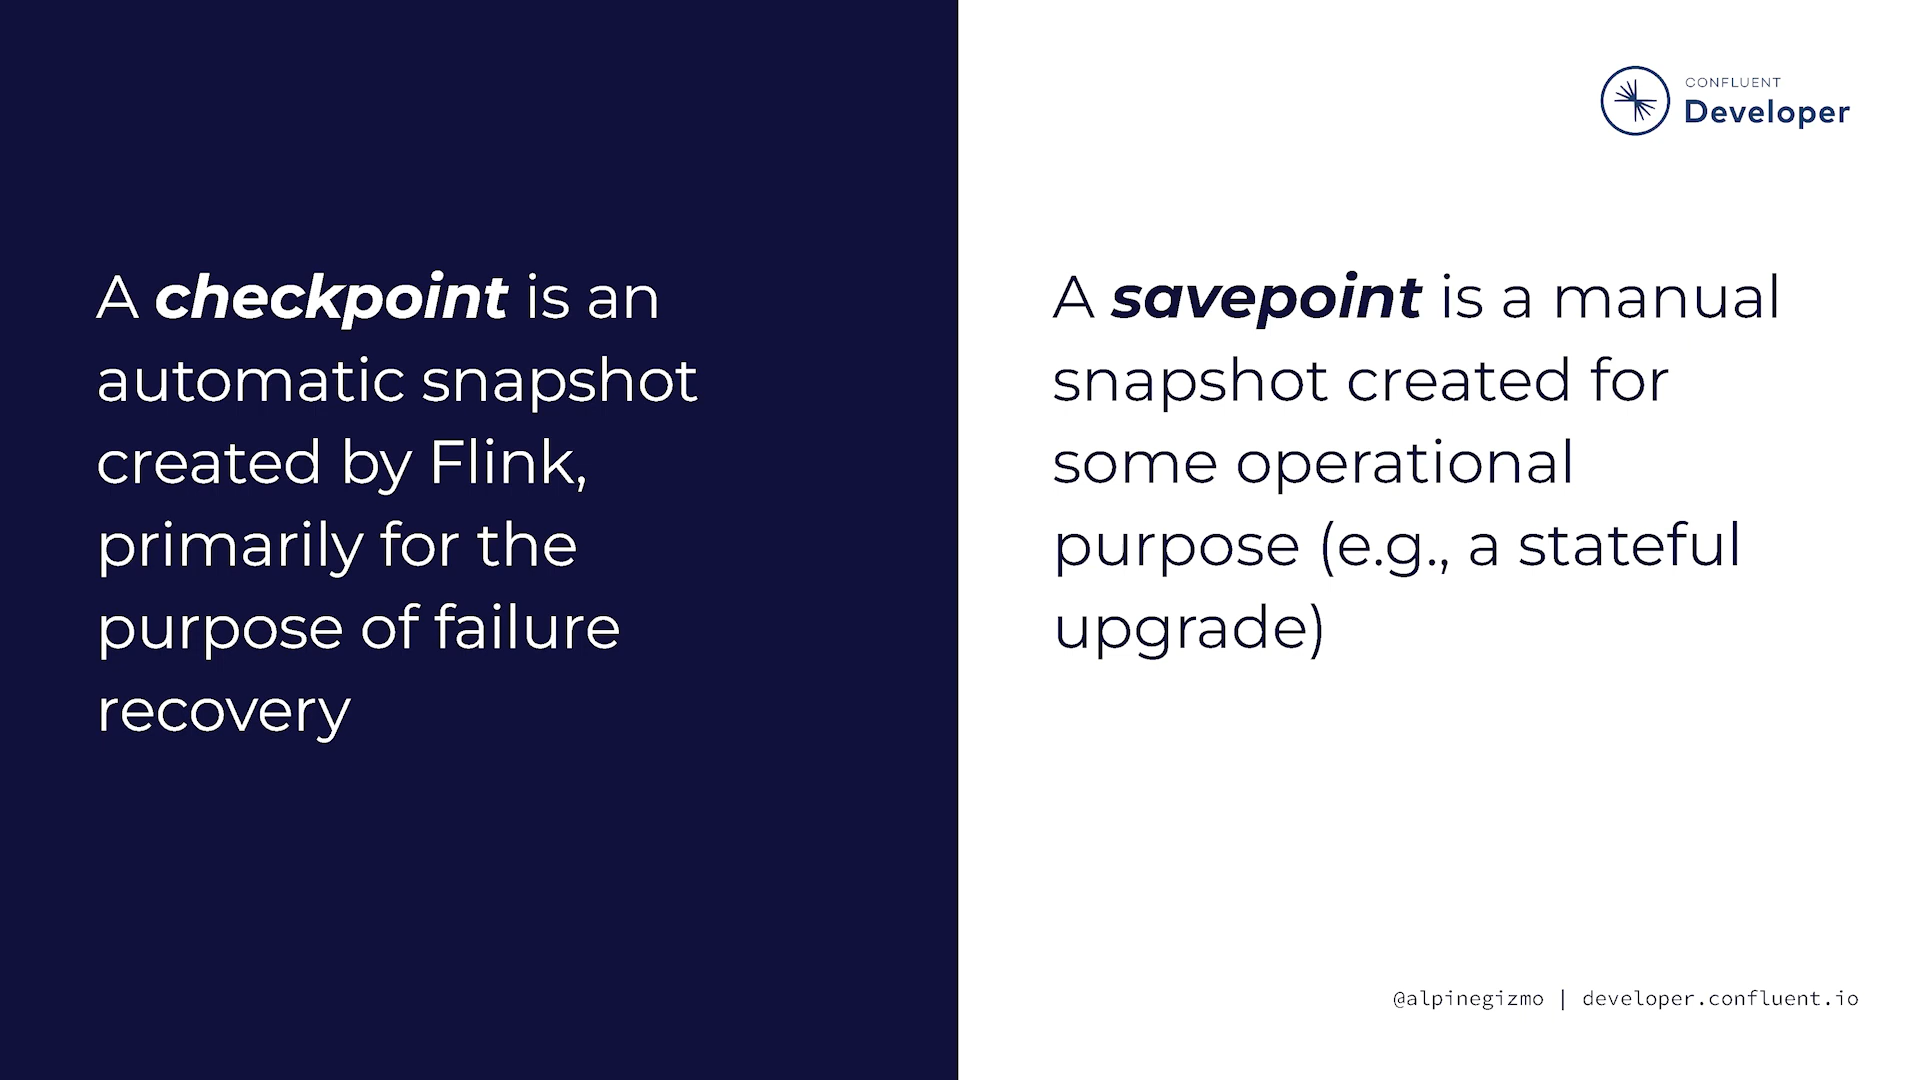 A checkpoint is an
automatic snapshot
created by Flink,
primarily for the
purpose of failure
recovery
CONFLUENT
Developer
A savepoint is a manual
snapshot created for
some operational
purpose (e.g., a stateful
upgrade)
@alpinegizmo | developer.confluent.io